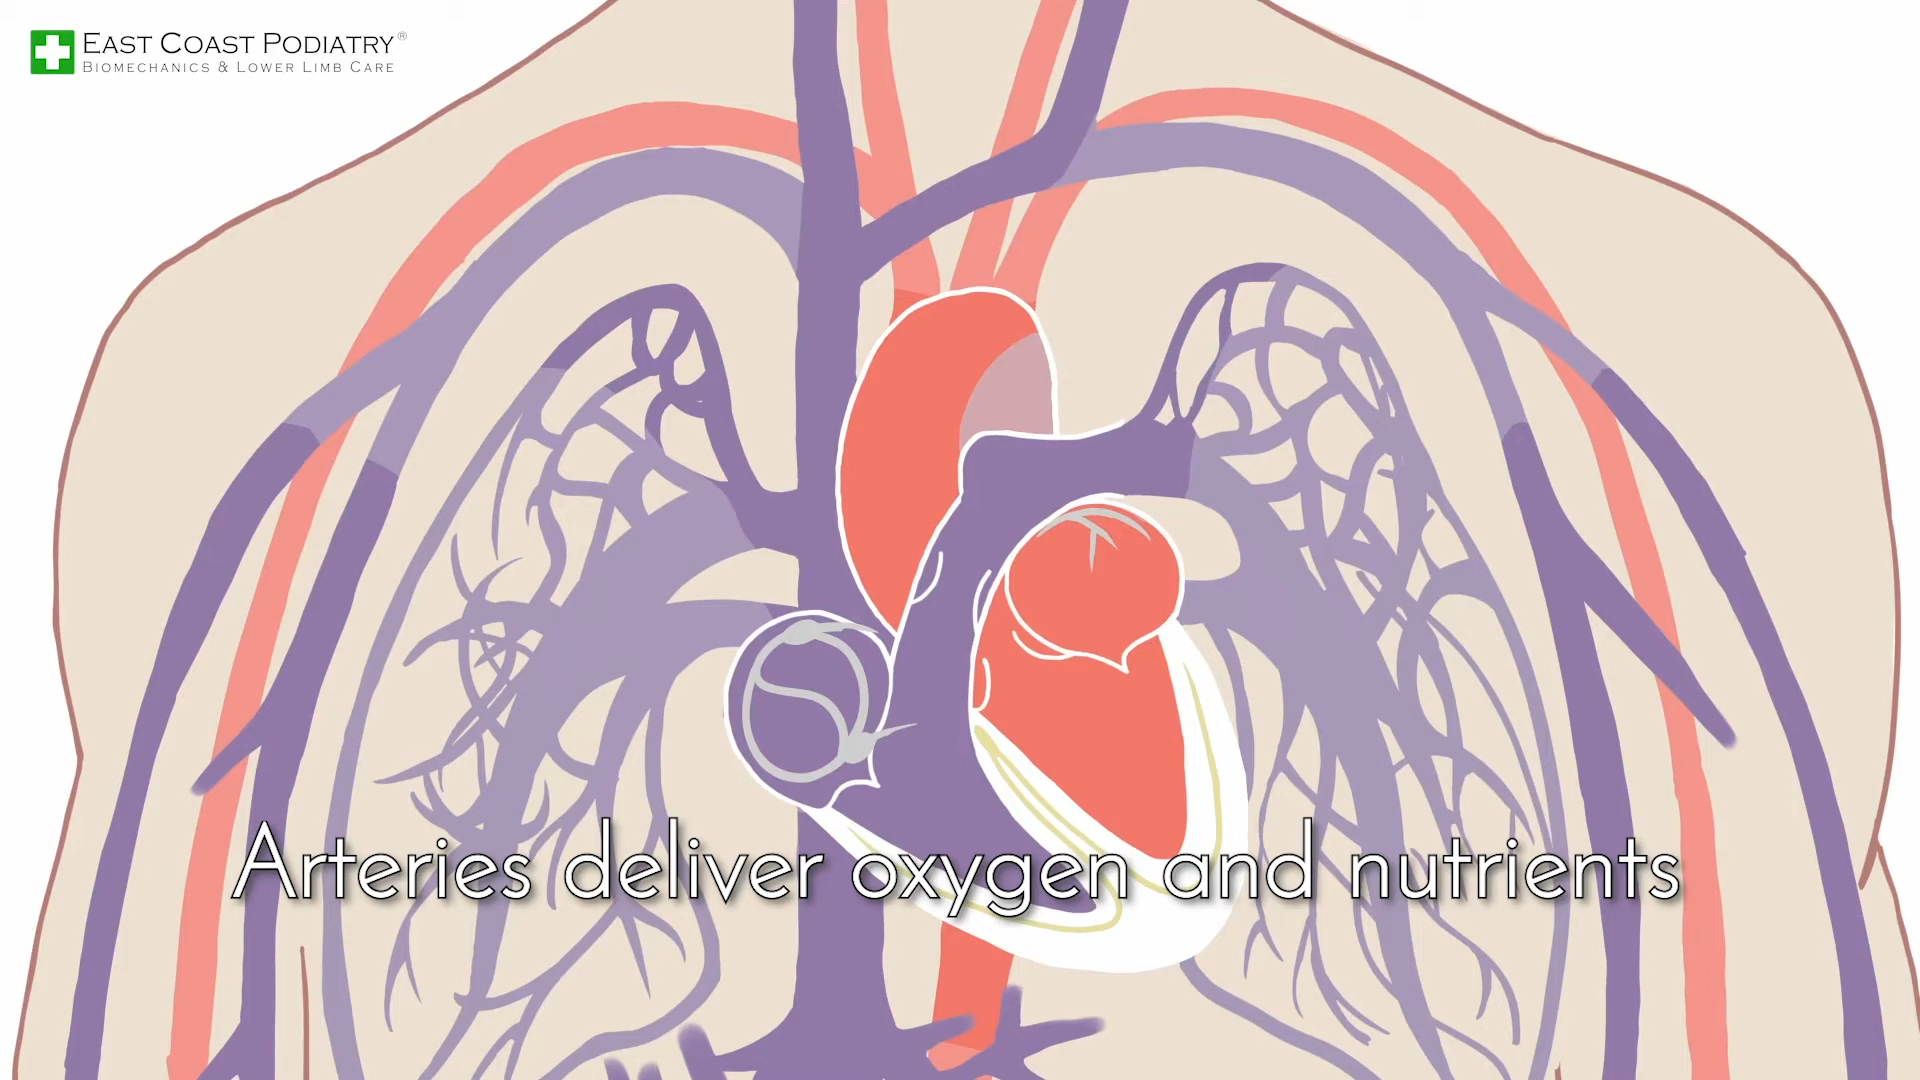 EAST COAST PODIATRY®
BIOMECHANICS & LOWER LIMB CARE
Arteries deliver oxygen and nutrients